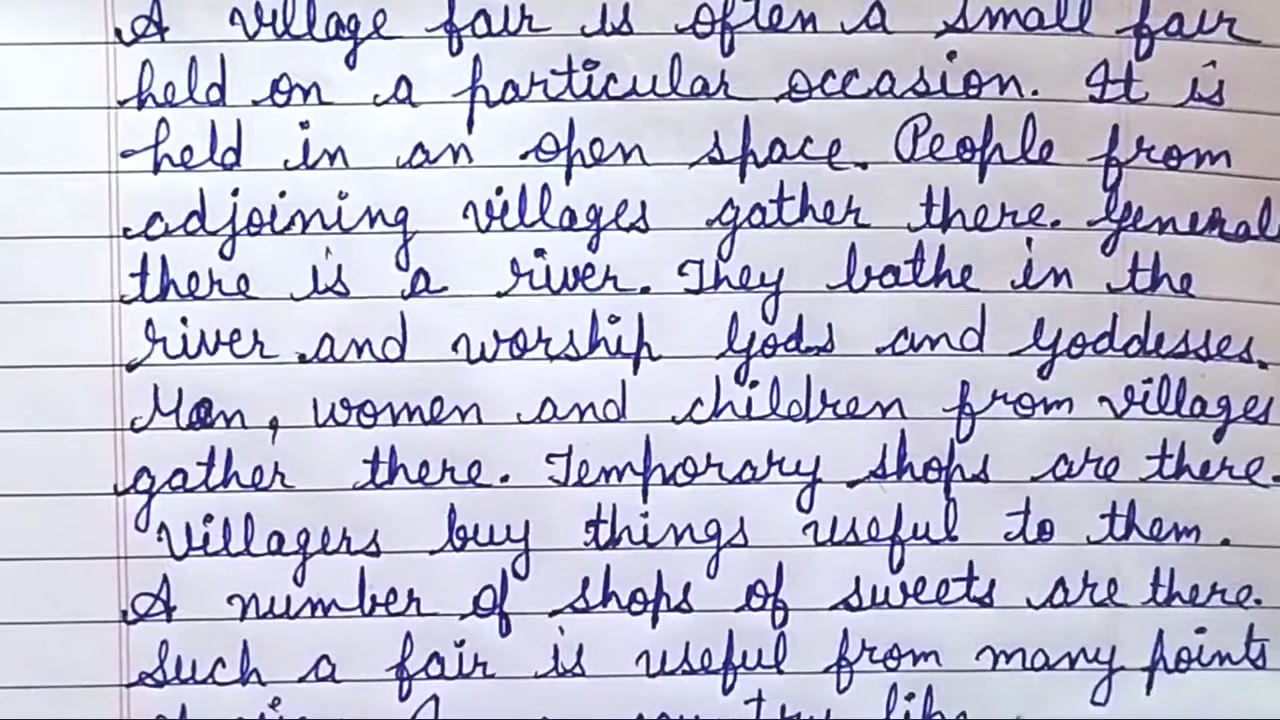 A village fair is often a small fair
held on a particular occasion. It is
held in an open space. People from
adjoining villages gather there. General
there is a river. They bathe in the
river and worship Gods and Goddesses.
Men, women and children from villages
gather there. Temporary shops are there.
Villagers buy things useful to them.
A number of shops of sweets are there.
Such a fair is useful from many points